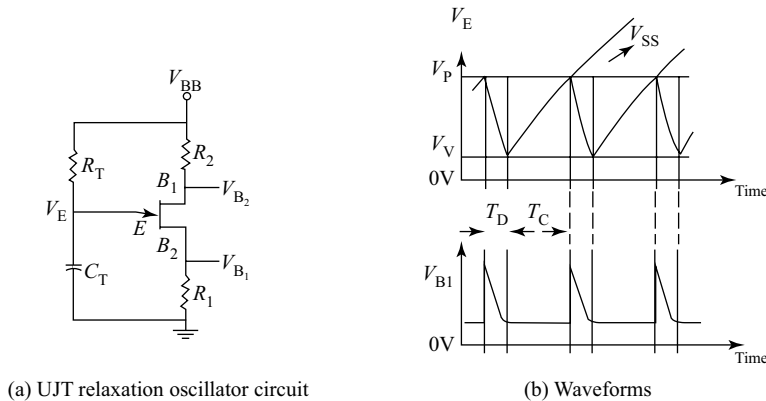 V_BB
R_T
R_2
B_1
V_B2
V_E
E
B_2
V_B1
C_T
R_1
(a) UJT relaxation oscillator circuit
V_E
V_SS
V_P
V_V
0V
Time
T_D T_C
V_B1
0V
Time
(b) Waveforms